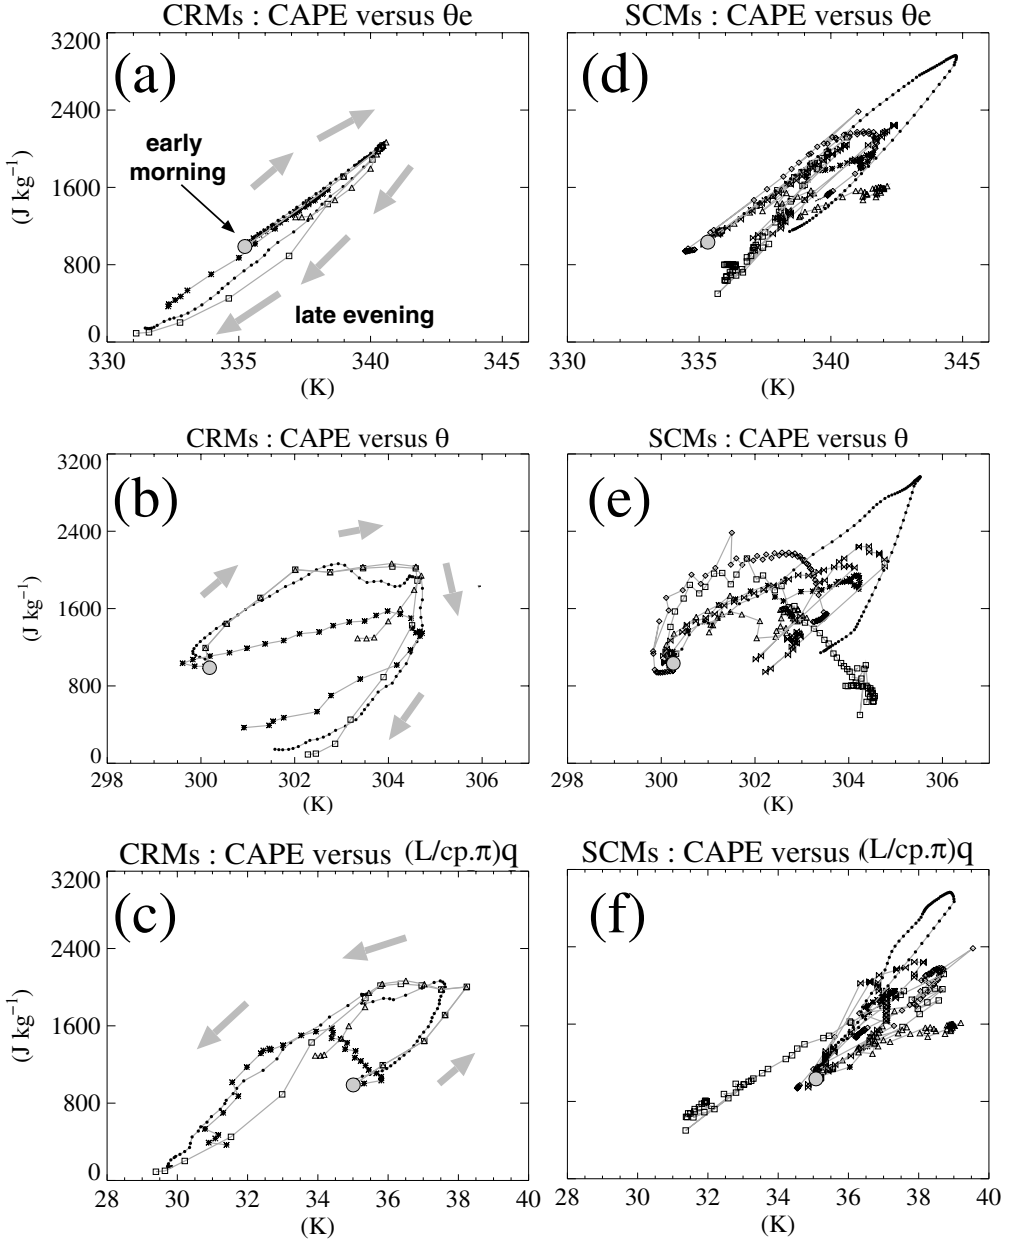 CRMs : CAPE versus θe
SCMs : CAPE versus θe
3200
2400
1600
800
0
(J kg⁻¹)
(a)
early
morning
late evening
330
335
340
345
(K)
(d)
330
335
340
345
(K)
CRMs : CAPE versus θ
SCMs : CAPE versus θ
3200
2400
1600
800
0
(J kg⁻¹)
(b)
298
300
302
304
306
(K)
(e)
298
300
302
304
306
(K)
CRMs : CAPE versus (L/cp.π)q
SCMs : CAPE versus (L/cp.π)q
3200
2400
1600
800
0
(J kg⁻¹)
(c)
28
30
32
34
36
38
40
(K)
(f)
28
30
32
34
36
38
40
(K)